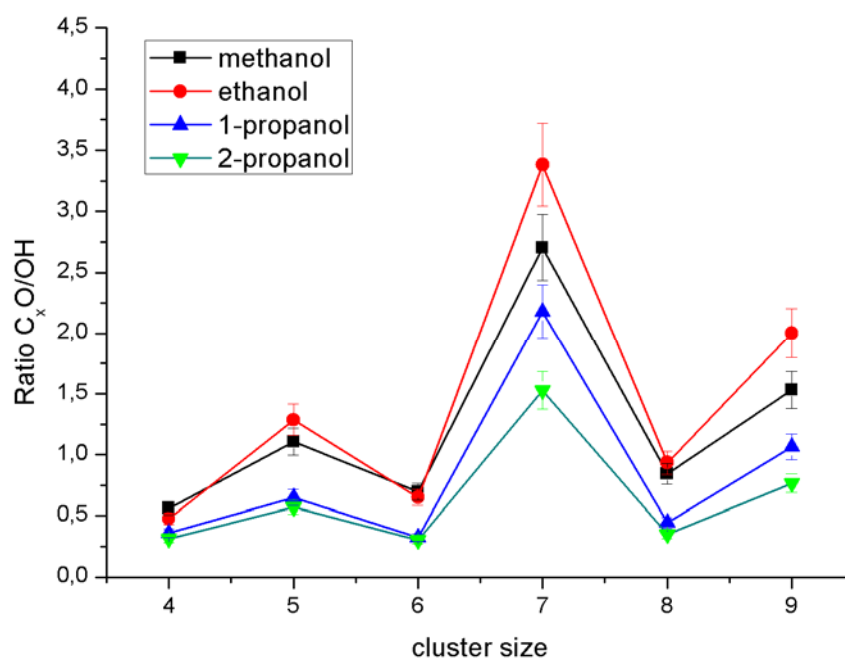 4,5
4,0
3,5
3,0
2,5
2,0
1,5
1,0
0,5
0,0
Ratio CxO/OH
methanol
ethanol
1-propanol
2-propanol
4 5 6 7 8 9
cluster size